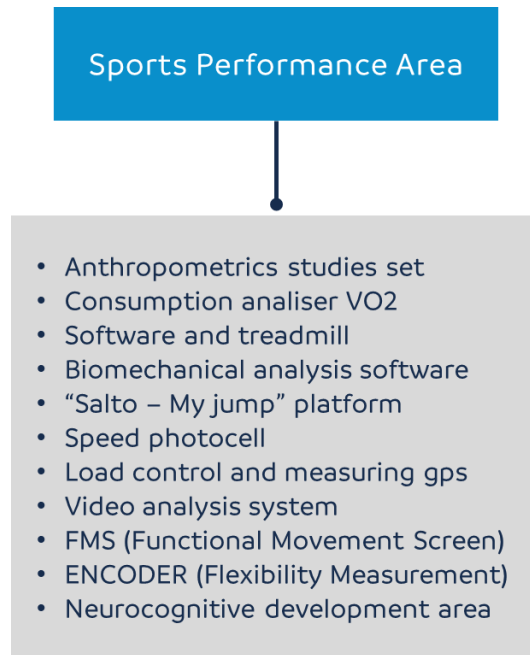 Sports Performance Area
• Anthropometrics studies set
• Consumption analiser VO2
• Software and treadmill
• Biomechanical analysis software
• “Salto – My jump” platform
• Speed photocell
• Load control and measuring gps
• Video analysis system
• FMS (Functional Movement Screen)
• ENCODER (Flexibility Measurement)
• Neurocognitive development area